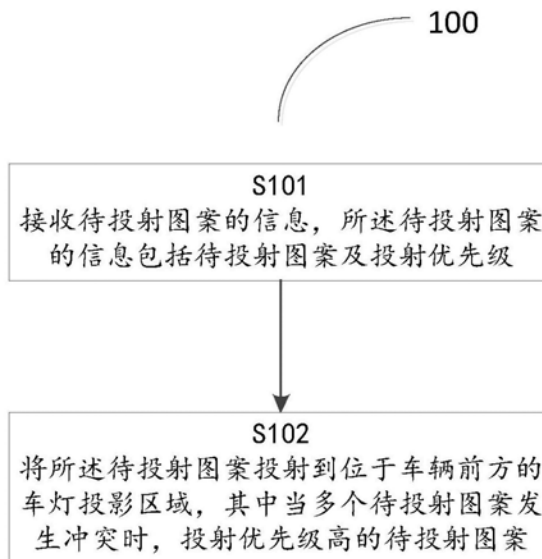 100
S101
接收待投射图案的信息，所述待投射图案
的信息包括待投射图案及投射优先级
S102
将所述待投射图案投射到位于车辆前方的
车灯投影区域，其中当多个待投射图案发
生冲突时，投射优先级高的待投射图案